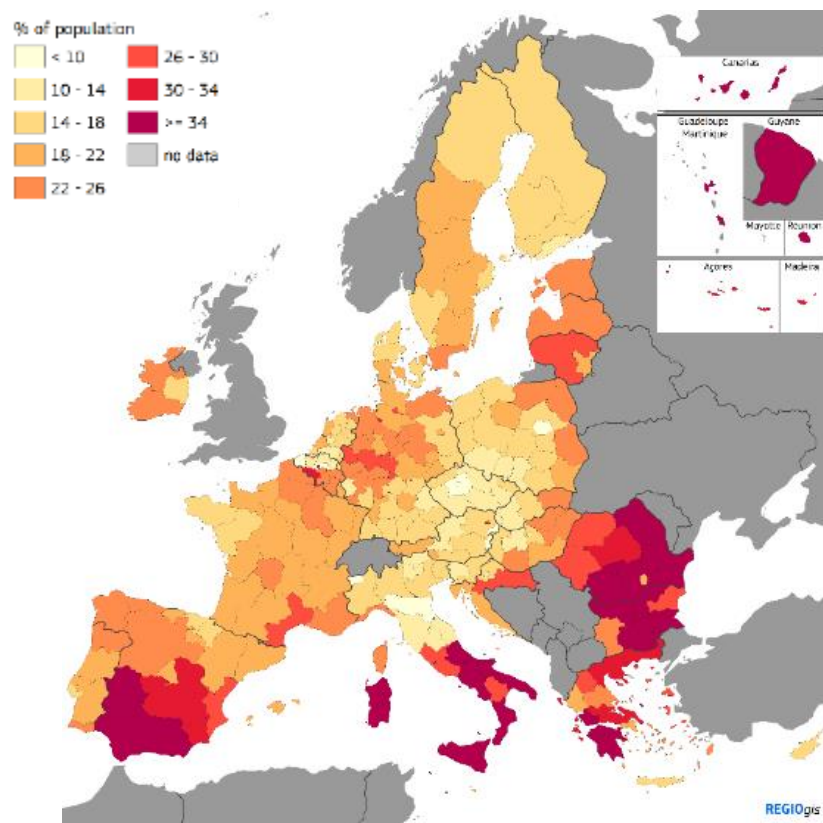 % of population
< 10
10 - 14
14 - 18
18 - 22
22 - 26
26 - 30
30 - 34
>= 34
no data
Canarias
Guadeloupe
Martinique
Guyane
Mayotte
Réunion
Açores
Madeira
REGIOgis